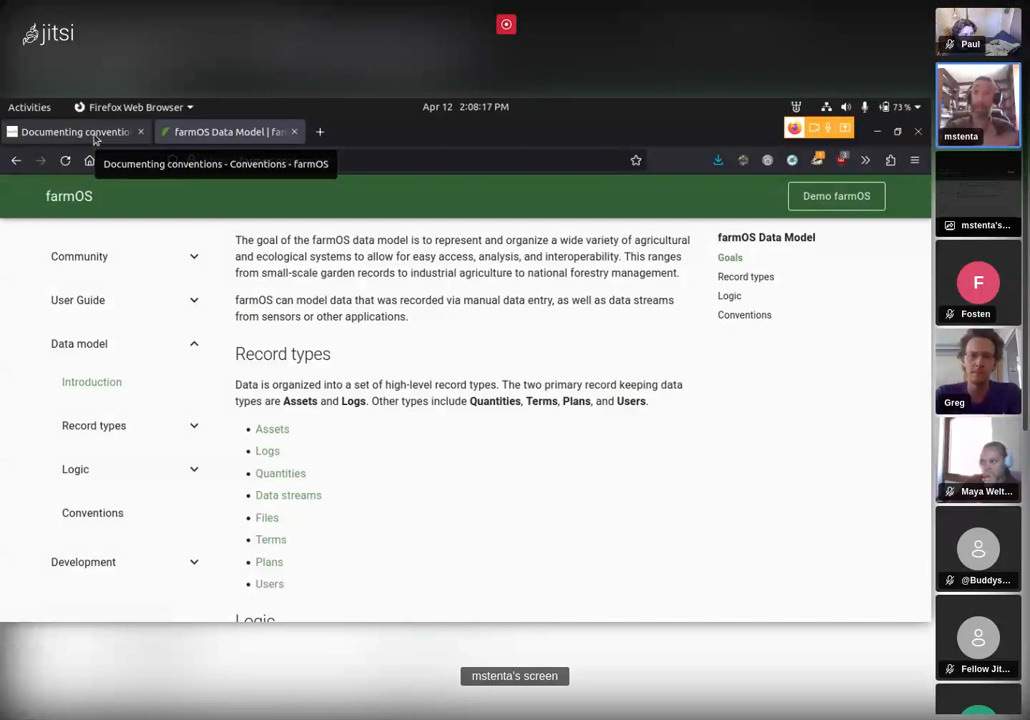 jitsi
Activities
Firefox Web Browser
Apr 12 2:08:17 PM
73 %
Documenting conventio
farmOS Data Model | far
Documenting conventions - Conventions - farmOS
farmOS
Demo farmOS
Community
User Guide
Data model
Introduction
Record types
Logic
Conventions
Development
The goal of the farmOS data model is to represent and organize a wide variety of agricultural
and ecological systems to allow for easy access, analysis, and interoperability. This ranges
from small-scale garden records to industrial agriculture to national forestry management.
farmOS can model data that was recorded via manual data entry, as well as data streams
from sensors or other applications.
Record types
Data is organized into a set of high-level record types. The two primary record keeping data
types are Assets and Logs. Other types include Quantities, Terms, Plans, and Users.
Assets
Logs
Quantities
Data streams
Files
Terms
Plans
Users
Logic
farmOS Data Model
Goals
Record types
Logic
Conventions
mstenta's screen
Paul
mstenta
mstenta's...
F
Fosten
Greg
Maya Welt...
@Buddys...
Fellow Jit...